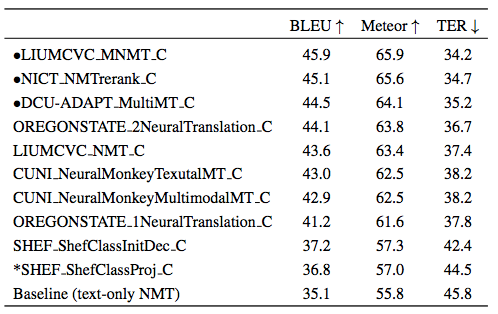 BLEU ↑ Meteor ↑ TER ↓
●LIUMCVC_MNMT_C 45.9 65.9 34.2
●NICT_NMTrerank_C 45.1 65.6 34.7
●DCU-ADAPT_MultiMT_C 44.5 64.1 35.2
OREGONSTATE_2NeuralTranslation_C 44.1 63.8 36.7
LIUMCVC_NMT_C 43.6 63.4 37.4
CUNI_NeuralMonkeyTexutalMT_C 43.0 62.5 38.2
CUNI_NeuralMonkeyMultimodalMT_C 42.9 62.5 38.2
OREGONSTATE_1NeuralTranslation_C 41.2 61.6 37.8
SHEF_ShefClassInitDec_C 37.2 57.3 42.4
*SHEF_ShefClassProj_C 36.8 57.0 44.5
Baseline (text-only NMT) 35.1 55.8 45.8